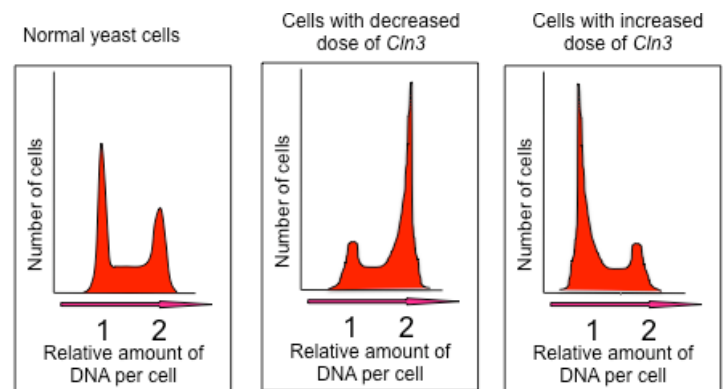 Normal yeast cells
Number of cells
1 2
Relative amount of
DNA per cell
Cells with decreased
dose of Cln3
Number of cells
1 2
Relative amount of
DNA per cell
Cells with increased
dose of Cln3
Number of cells
1 2
Relative amount of
DNA per cell